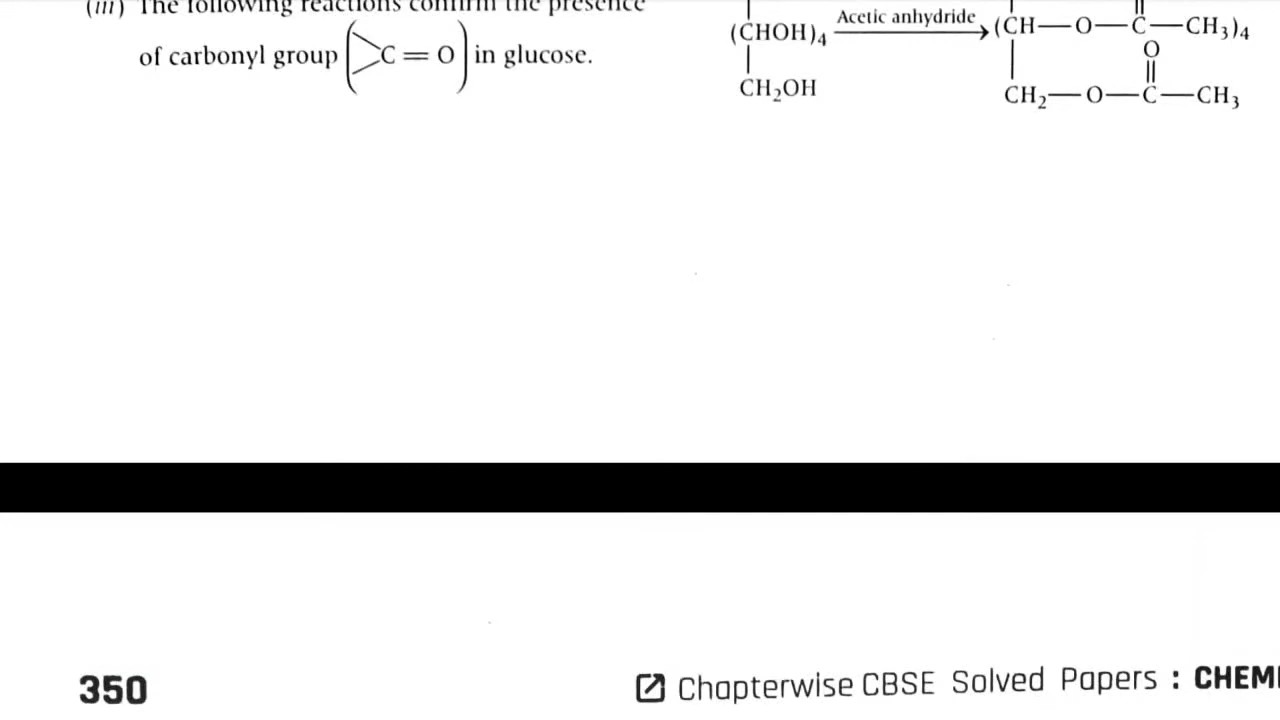 (iii) The following reactions confirm the presence
of carbonyl group (>C=O) in glucose.
(CHOH)₄ Acetic anhydride (CH—O—C—CH₃)₄
O
CH₂OH
CH₂—O—C—CH₃
350
Chapterwise CBSE Solved Papers : CHEMI